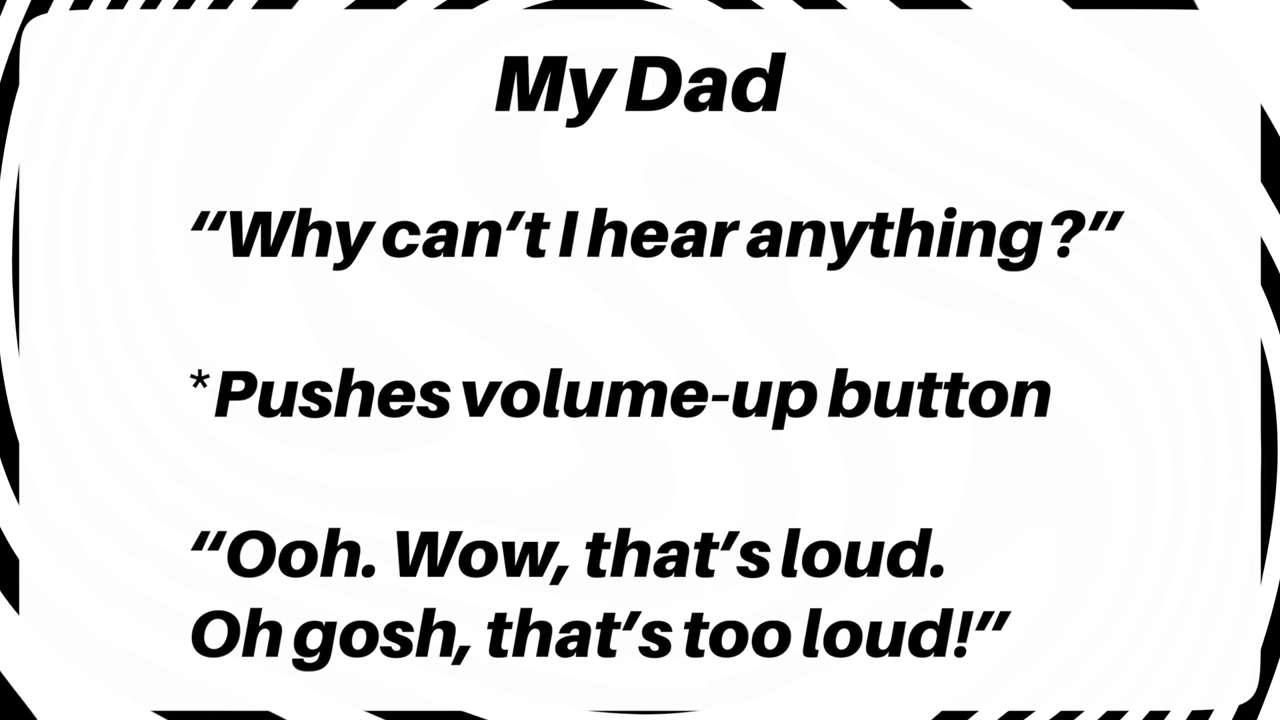 My Dad
“Why can’t I hear anything?”
*Pushes volume-up button
“Ooh. Wow, that’s loud.
Oh gosh, that’s too loud!”